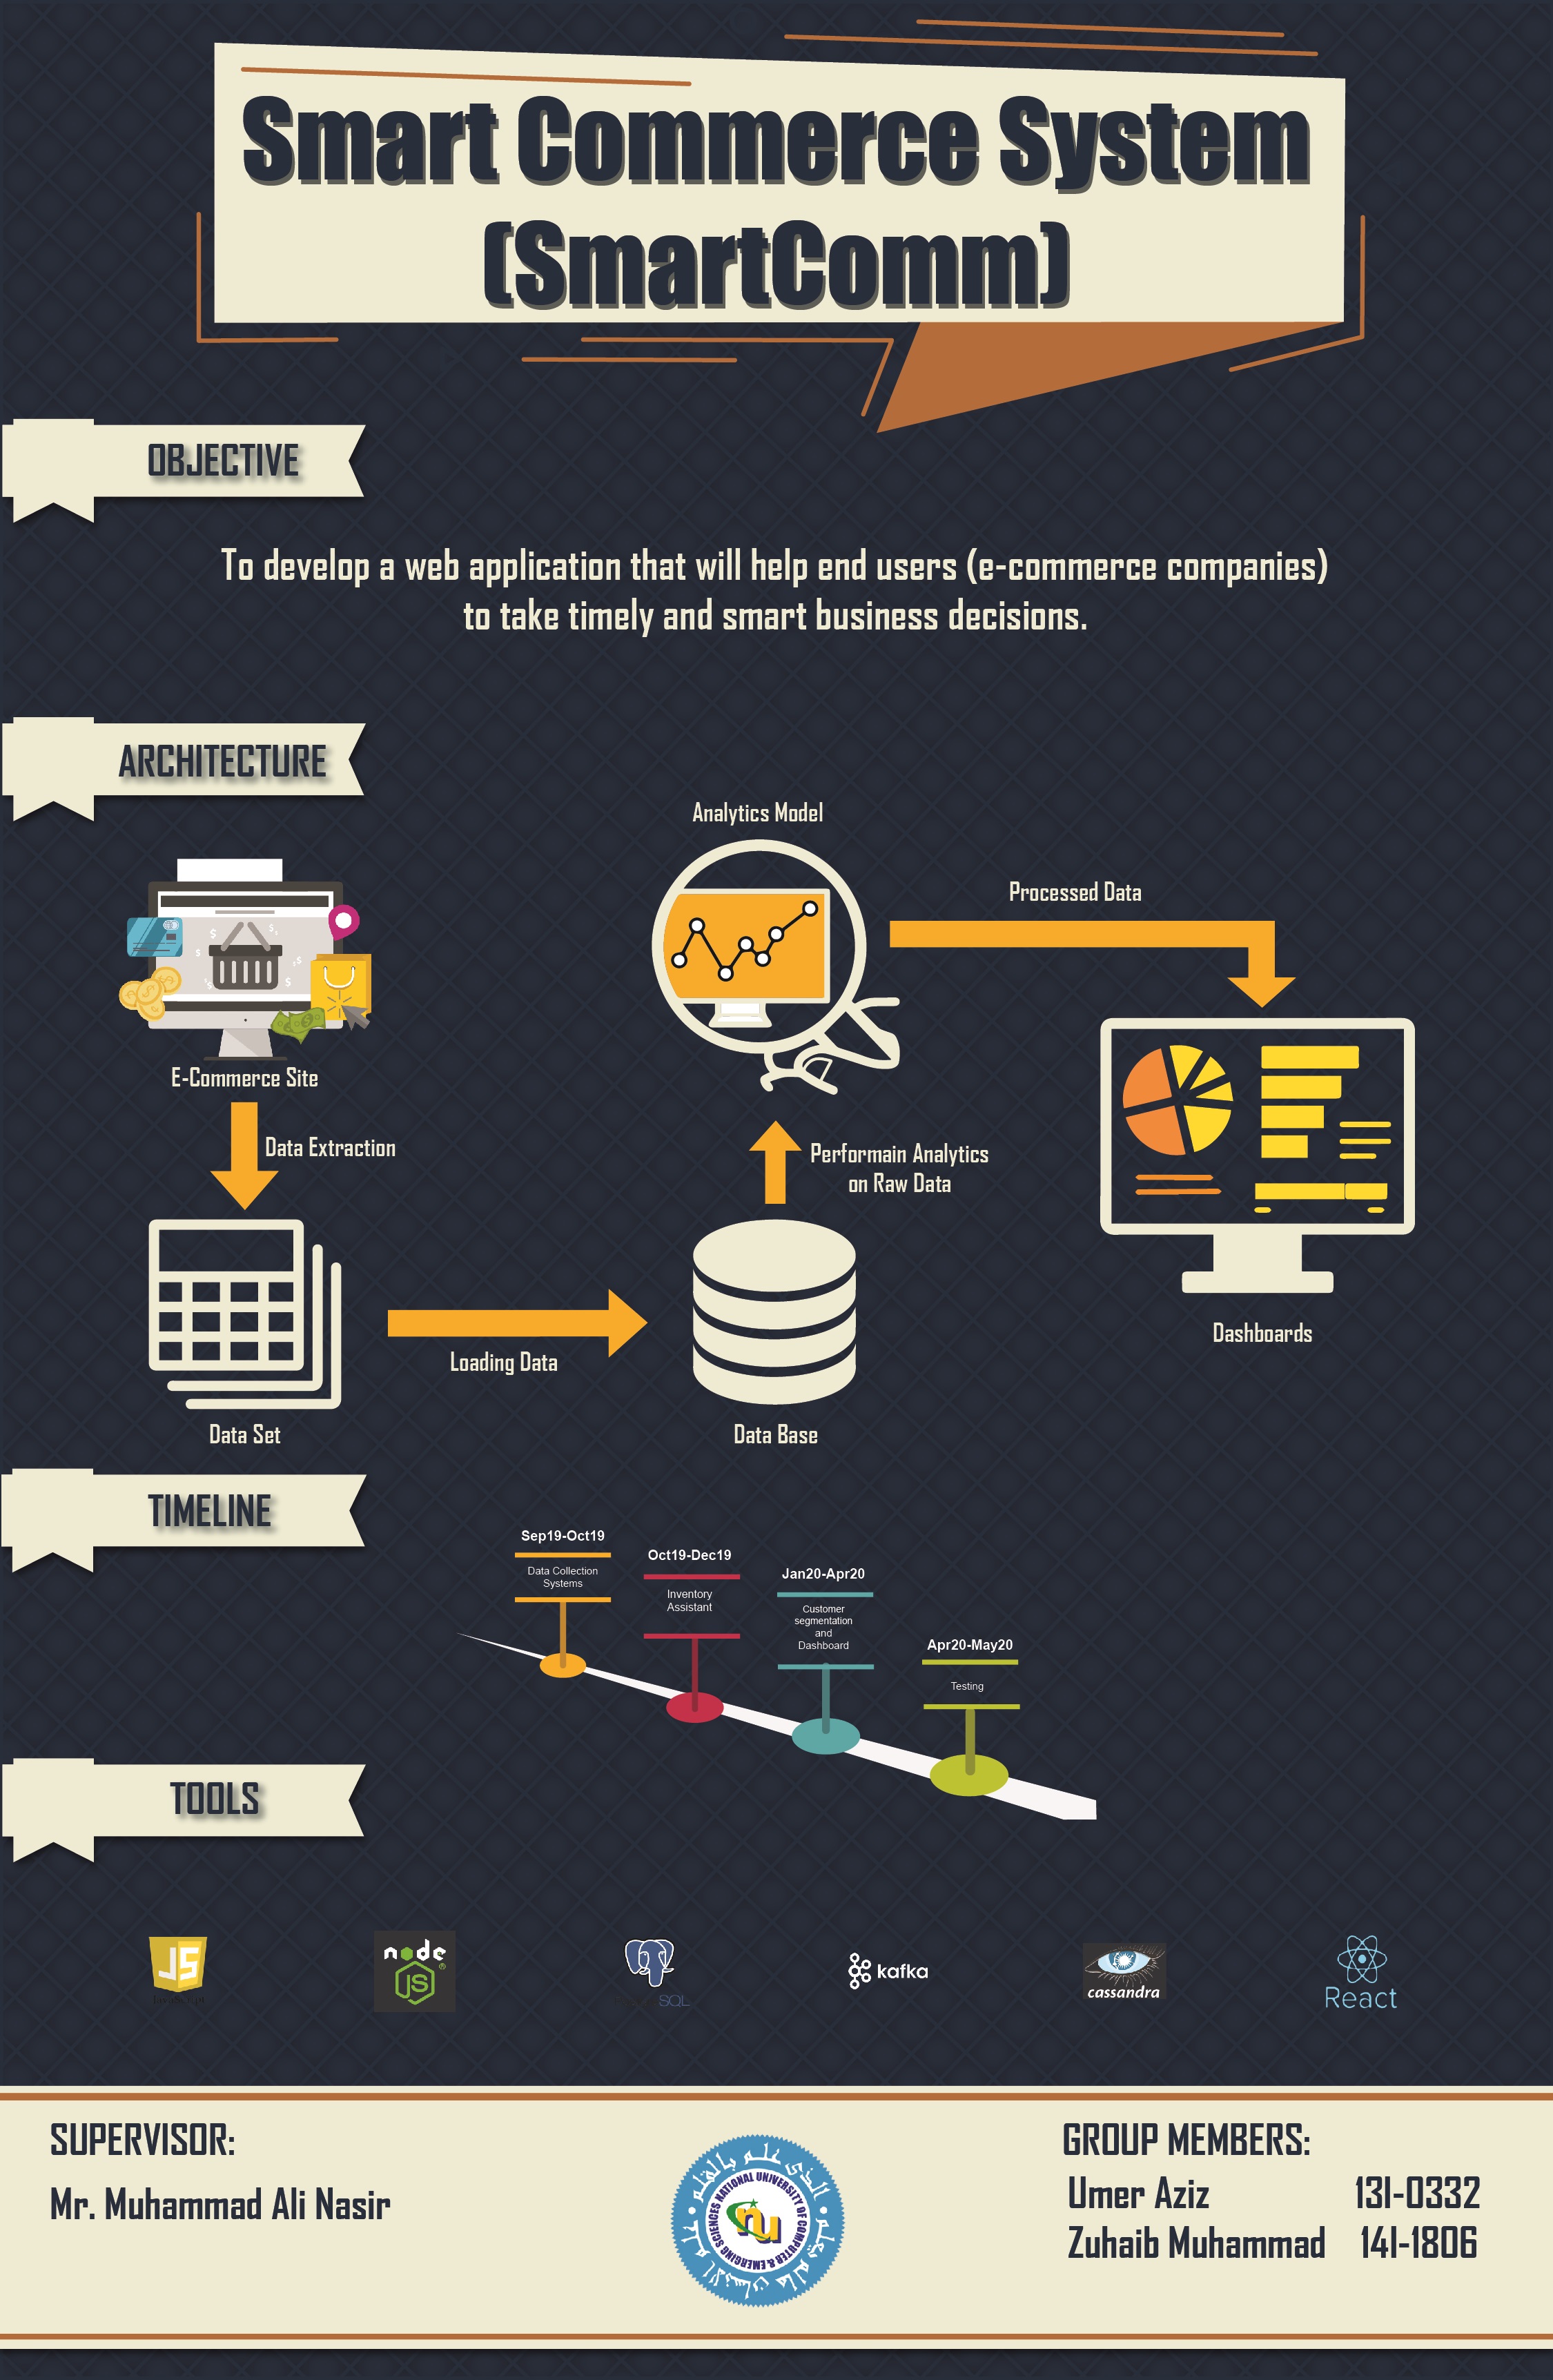 Smart Commerce System
(SmartComm)
OBJECTIVE
To develop a web application that will help end users (e-commerce companies)
to take timely and smart business decisions.
ARCHITECTURE
E-Commerce Site
Data Extraction
Data Set
Loading Data
Data Base
Performain Analytics
on Raw Data
Analytics Model
Processed Data
Dashboards
TIMELINE
Sep19-Oct19
Data Collection
Systems
Oct19-Dec19
Inventory
Assistant
Jan20-Apr20
Customer
segmentation
and
Dashboard
Apr20-May20
Testing
TOOLS
JS
node
JS
SQL
kafka
cassandra
React
SUPERVISOR:
Mr. Muhammad Ali Nasir
NATIONAL UNIVERSITY OF COMPUTER & EMERGING SCIENCES
nu
GROUP MEMBERS:
Umer Aziz 13I-0332
Zuhaib Muhammad 14I-1806